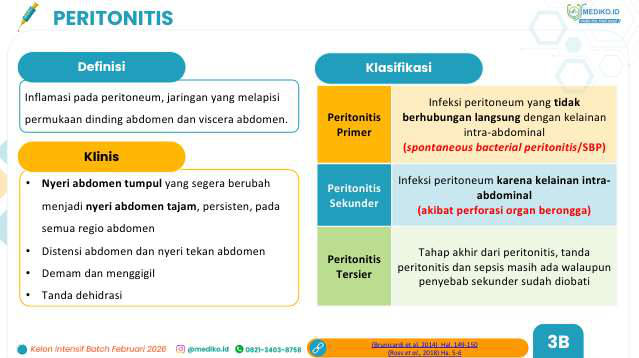 PERITONITIS
MEDIKO.ID
Definisi
Inflamasi pada peritoneum, jaringan yang melapisi
permukaan dinding abdomen dan viscera abdomen.
Klinis
• Nyeri abdomen tumpul yang segera berubah
menjadi nyeri abdomen tajam, persisten, pada
semua regio abdomen
• Distensi abdomen dan nyeri tekan abdomen
• Demam dan menggigil
• Tanda dehidrasi
Klasifikasi
Peritonitis
Primer
Infeksi peritoneum yang tidak
berhubungan langsung dengan kelainan
intra-abdominal
(spontaneous bacterial peritonitis/SBP)
Peritonitis
Sekunder
Infeksi peritoneum karena kelainan intra-
abdominal
(akibat perforasi organ berongga)
Peritonitis
Tersier
Tahap akhir dari peritonitis, tanda
peritonitis dan sepsis masih ada walaupun
penyebab sekunder sudah diobati
Kelon Intensif Batch Februari 2026
@mediko.id
0821-2403-8758
(Brunicardi et al, 2014) Hal. 149-150
(Ross et al., 2018) Ha. 5-6
3B